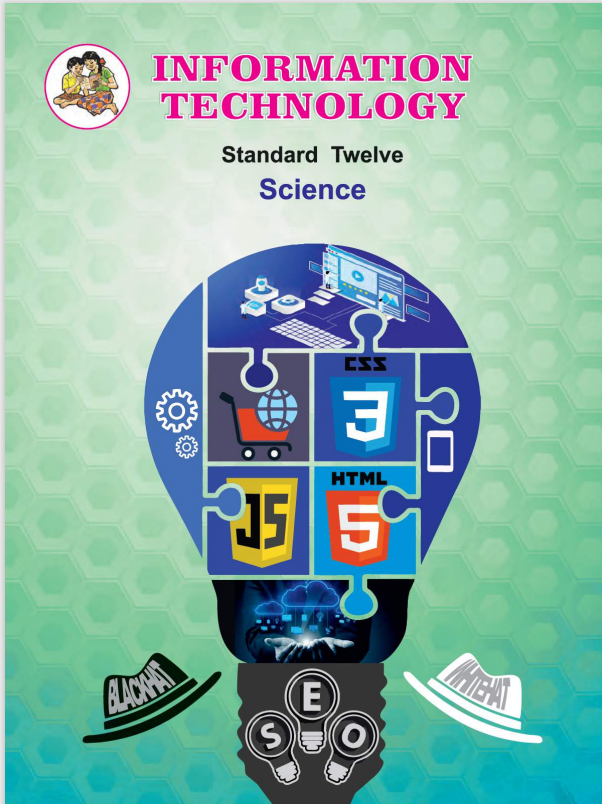 INFORMATION
TECHNOLOGY
Standard Twelve
Science
CSS
3
JS
HTML
5
BLACKHAT
WHITEHAT
E
S O